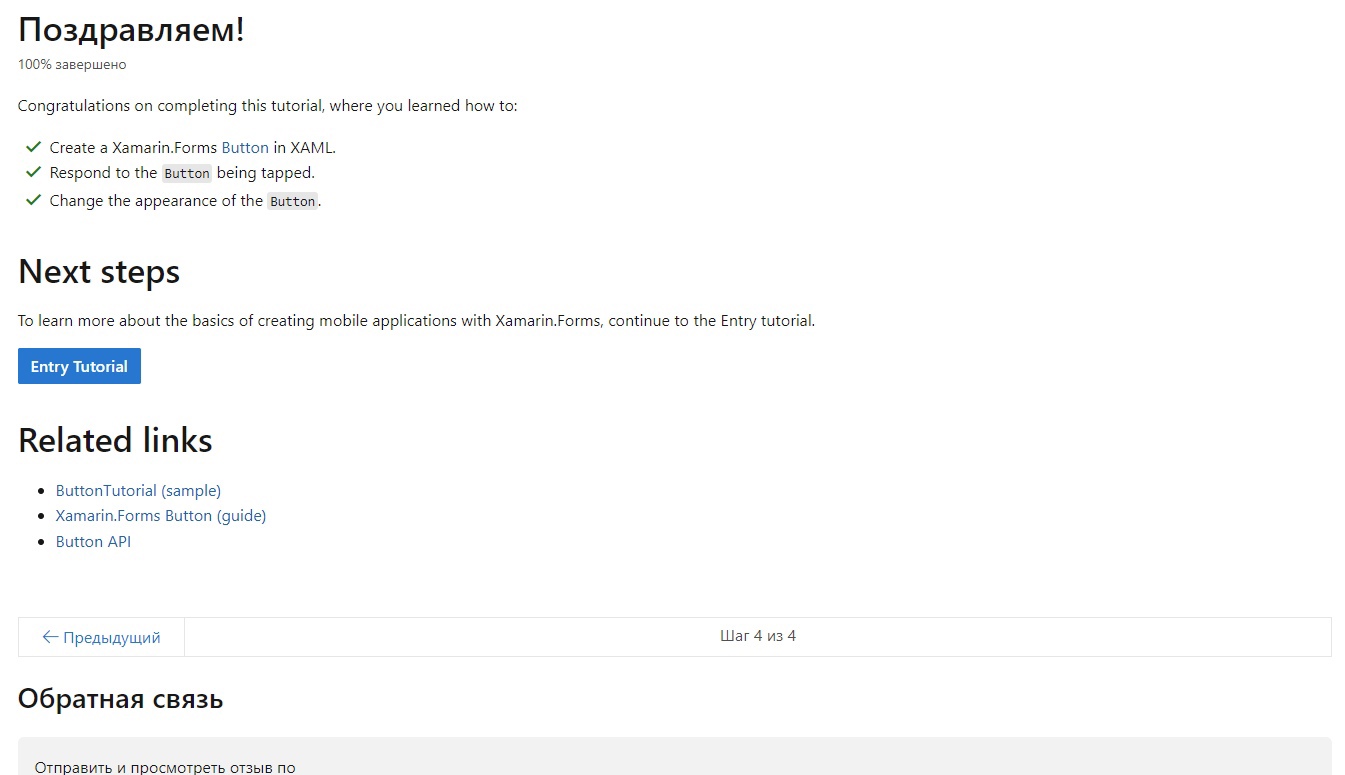 Поздравляем!
100% завершено
Congratulations on completing this tutorial, where you learned how to:
Create a Xamarin.Forms Button in XAML.
Respond to the Button being tapped.
Change the appearance of the Button.
Next steps
To learn more about the basics of creating mobile applications with Xamarin.Forms, continue to the Entry tutorial.
Entry Tutorial
Related links
ButtonTutorial (sample)
Xamarin.Forms Button (guide)
Button API
← Предыдущий
Шаг 4 из 4
Обратная связь
Отправить и просмотреть отзыв по